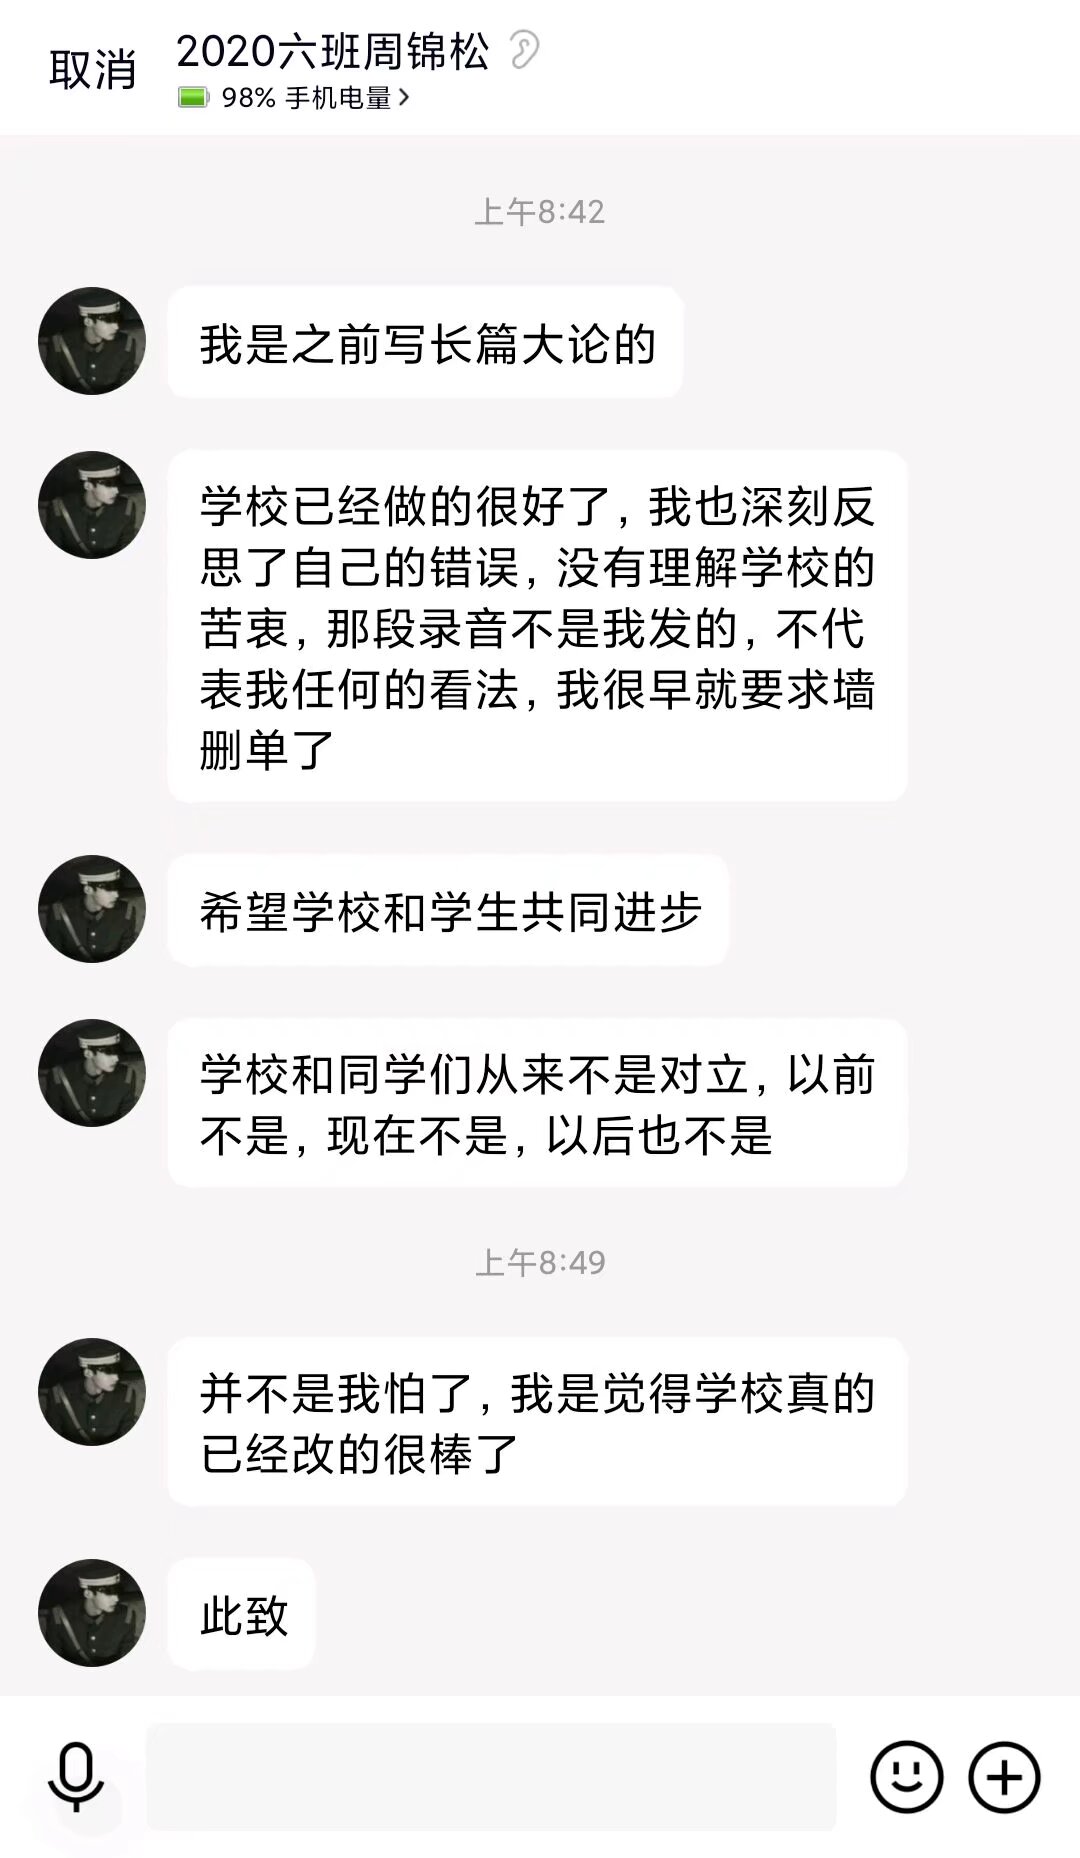 取消
2020六班周锦松
98% 手机电量
上午8:42
我是之前写长篇大论的
学校已经做的很好了，我也深刻反
思了自己的错误，没有理解学校的
苦衷，那段录音不是我发的，不代
表我任何的看法，我很早就要求墙
删单了
希望学校和学生共同进步
学校和同学们从来不是对立，以前
不是，现在不是，以后也不是
上午8:49
并不是我怕了，我是觉得学校真的
已经改的很棒了
此致